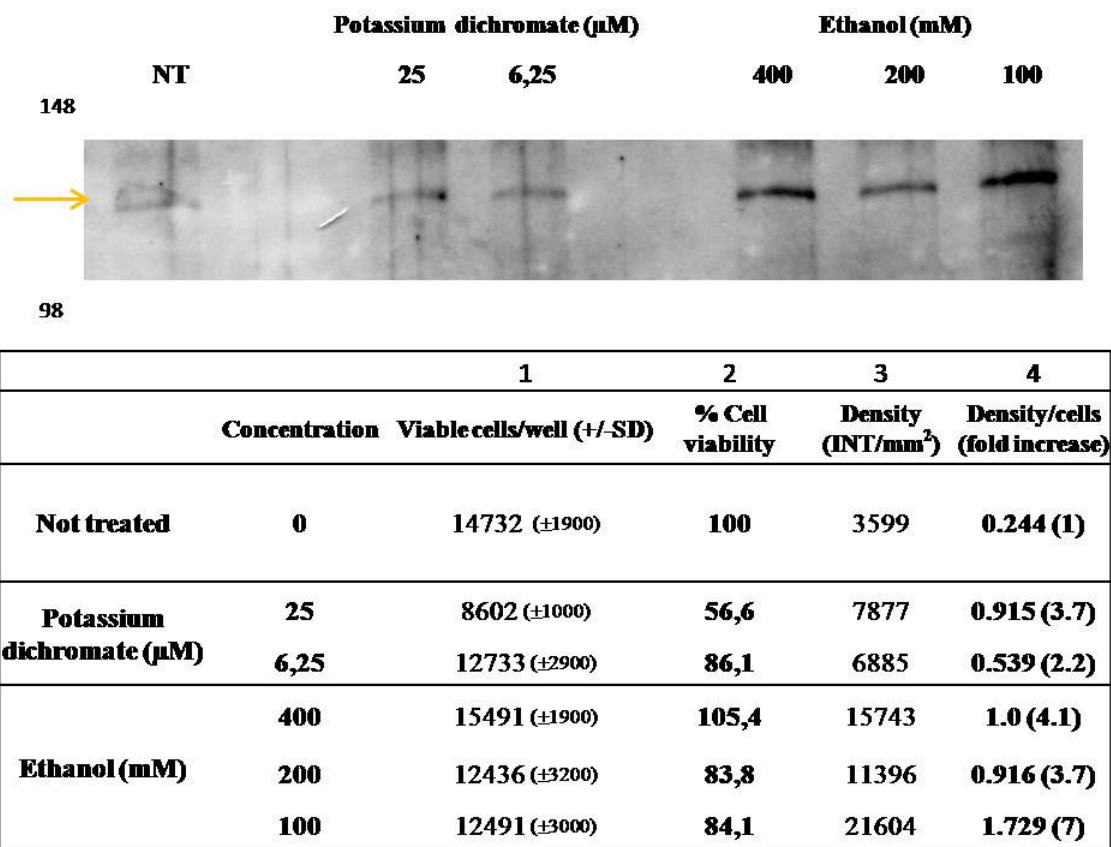 Potassium dichromate (µM) Ethanol (mM)
NT 25 6,25 400 200 100
148
98
1 2 3 4
Concentration Viable cells/well (+/-SD) % Cell viability Density (INT/mm²) Density/cells (fold increase)
Not treated 0 14732 (±1900) 100 3599 0.244 (1)
Potassium dichromate (µM) 25 8602 (±1000) 56,6 7877 0.915 (3.7)
6,25 12733 (±2900) 86,1 6885 0.539 (2.2)
Ethanol (mM) 400 15491 (±1900) 105,4 15743 1.0 (4.1)
200 12436 (±3200) 83,8 11396 0.916 (3.7)
100 12491 (±3000) 84,1 21604 1.729 (7)